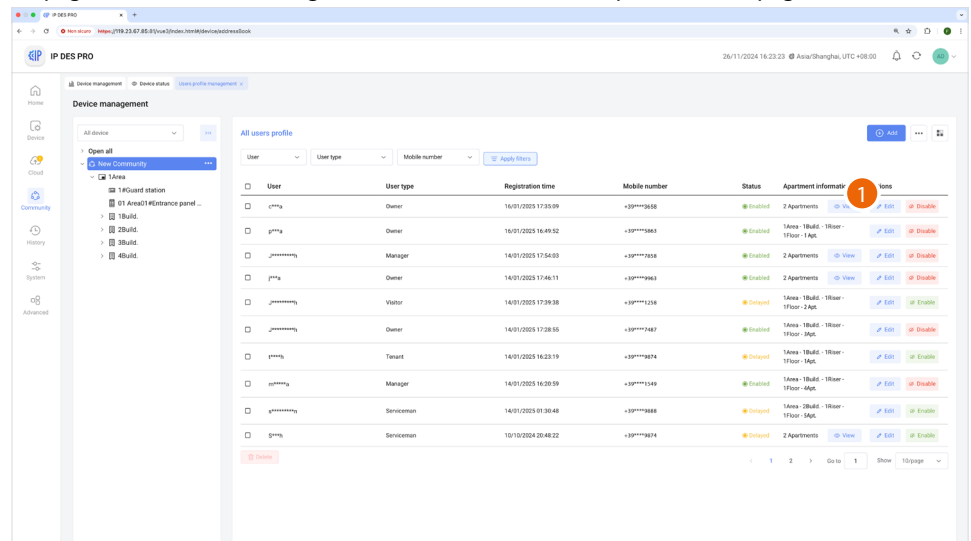 IP DES PRO
Non sicuro https://119.23.67.85:81/vue3/index.html#/device/addressBook
IP DES PRO
26/11/2024 16:23:23 Asia/Shanghai, UTC +08:00
AD
Device management Device status Users profile management
Home
Device
Cloud
Community
History
System
Advanced
Device management
All device
Open all
New Community
1Area
1#Guard station
01 Area01#Entrance panel ...
1Build.
2Build.
3Build.
4Build.
All users profile
Add
User User type Mobile number Apply filters
User User type Registration time Mobile number Status Apartment informatio ions
1
c***a Owner 16/01/2025 17:35:09 +39****3658 Enabled 2 Apartments Vi Edit Disable
p***a Owner 16/01/2025 16:49:52 +39****5863 Enabled 1Area - 1Build. - 1Riser - 1Floor - 1Apt. Edit Disable
J*********h Manager 14/01/2025 17:54:03 +39****7858 Enabled 2 Apartments View Edit Disable
j***a Owner 14/01/2025 17:46:11 +39****9963 Enabled 2 Apartments View Edit Disable
J*********h Visitor 14/01/2025 17:39:38 +39****1258 Delayed 1Area - 1Build. - 1Riser - 1Floor - 2Apt. Edit Enable
J*********h Owner 14/01/2025 17:28:55 +39****7487 Enabled 1Area - 1Build. - 1Riser - 1Floor - 3Apt. Edit Disable
t****h Tenant 14/01/2025 16:23:19 +39****9874 Delayed 1Area - 1Build. - 1Riser - 1Floor - 1Apt. Edit Enable
m*****a Manager 14/01/2025 16:20:59 +39****1549 Enabled 1Area - 1Build. - 1Riser - 1Floor - 4Apt. Edit Disable
s*********n Serviceman 14/01/2025 01:30:48 +39****9888 Delayed 1Area - 2Build. - 1Riser - 1Floor - 5Apt. Edit Enable
S***h Serviceman 10/10/2024 20:48:22 +39****9874 Delayed 2 Apartments View Edit Enable
Delete
1 2 Go to 1 Show 10/page